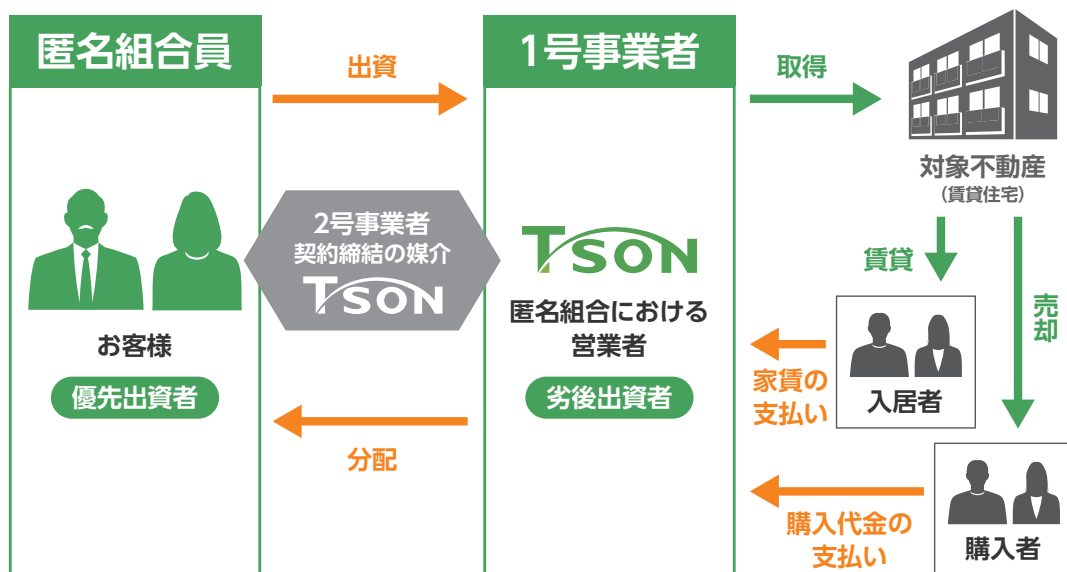 匿名組合員
出資
1号事業者
取得
対象不動産
(賃貸住宅)
2号事業者
契約締結の媒介
TSON
TSON
匿名組合における
営業者
お客様
優先出資者
劣後出資者
分配
賃貸
売却
入居者
家賃の
支払い
購入者
購入代金の
支払い